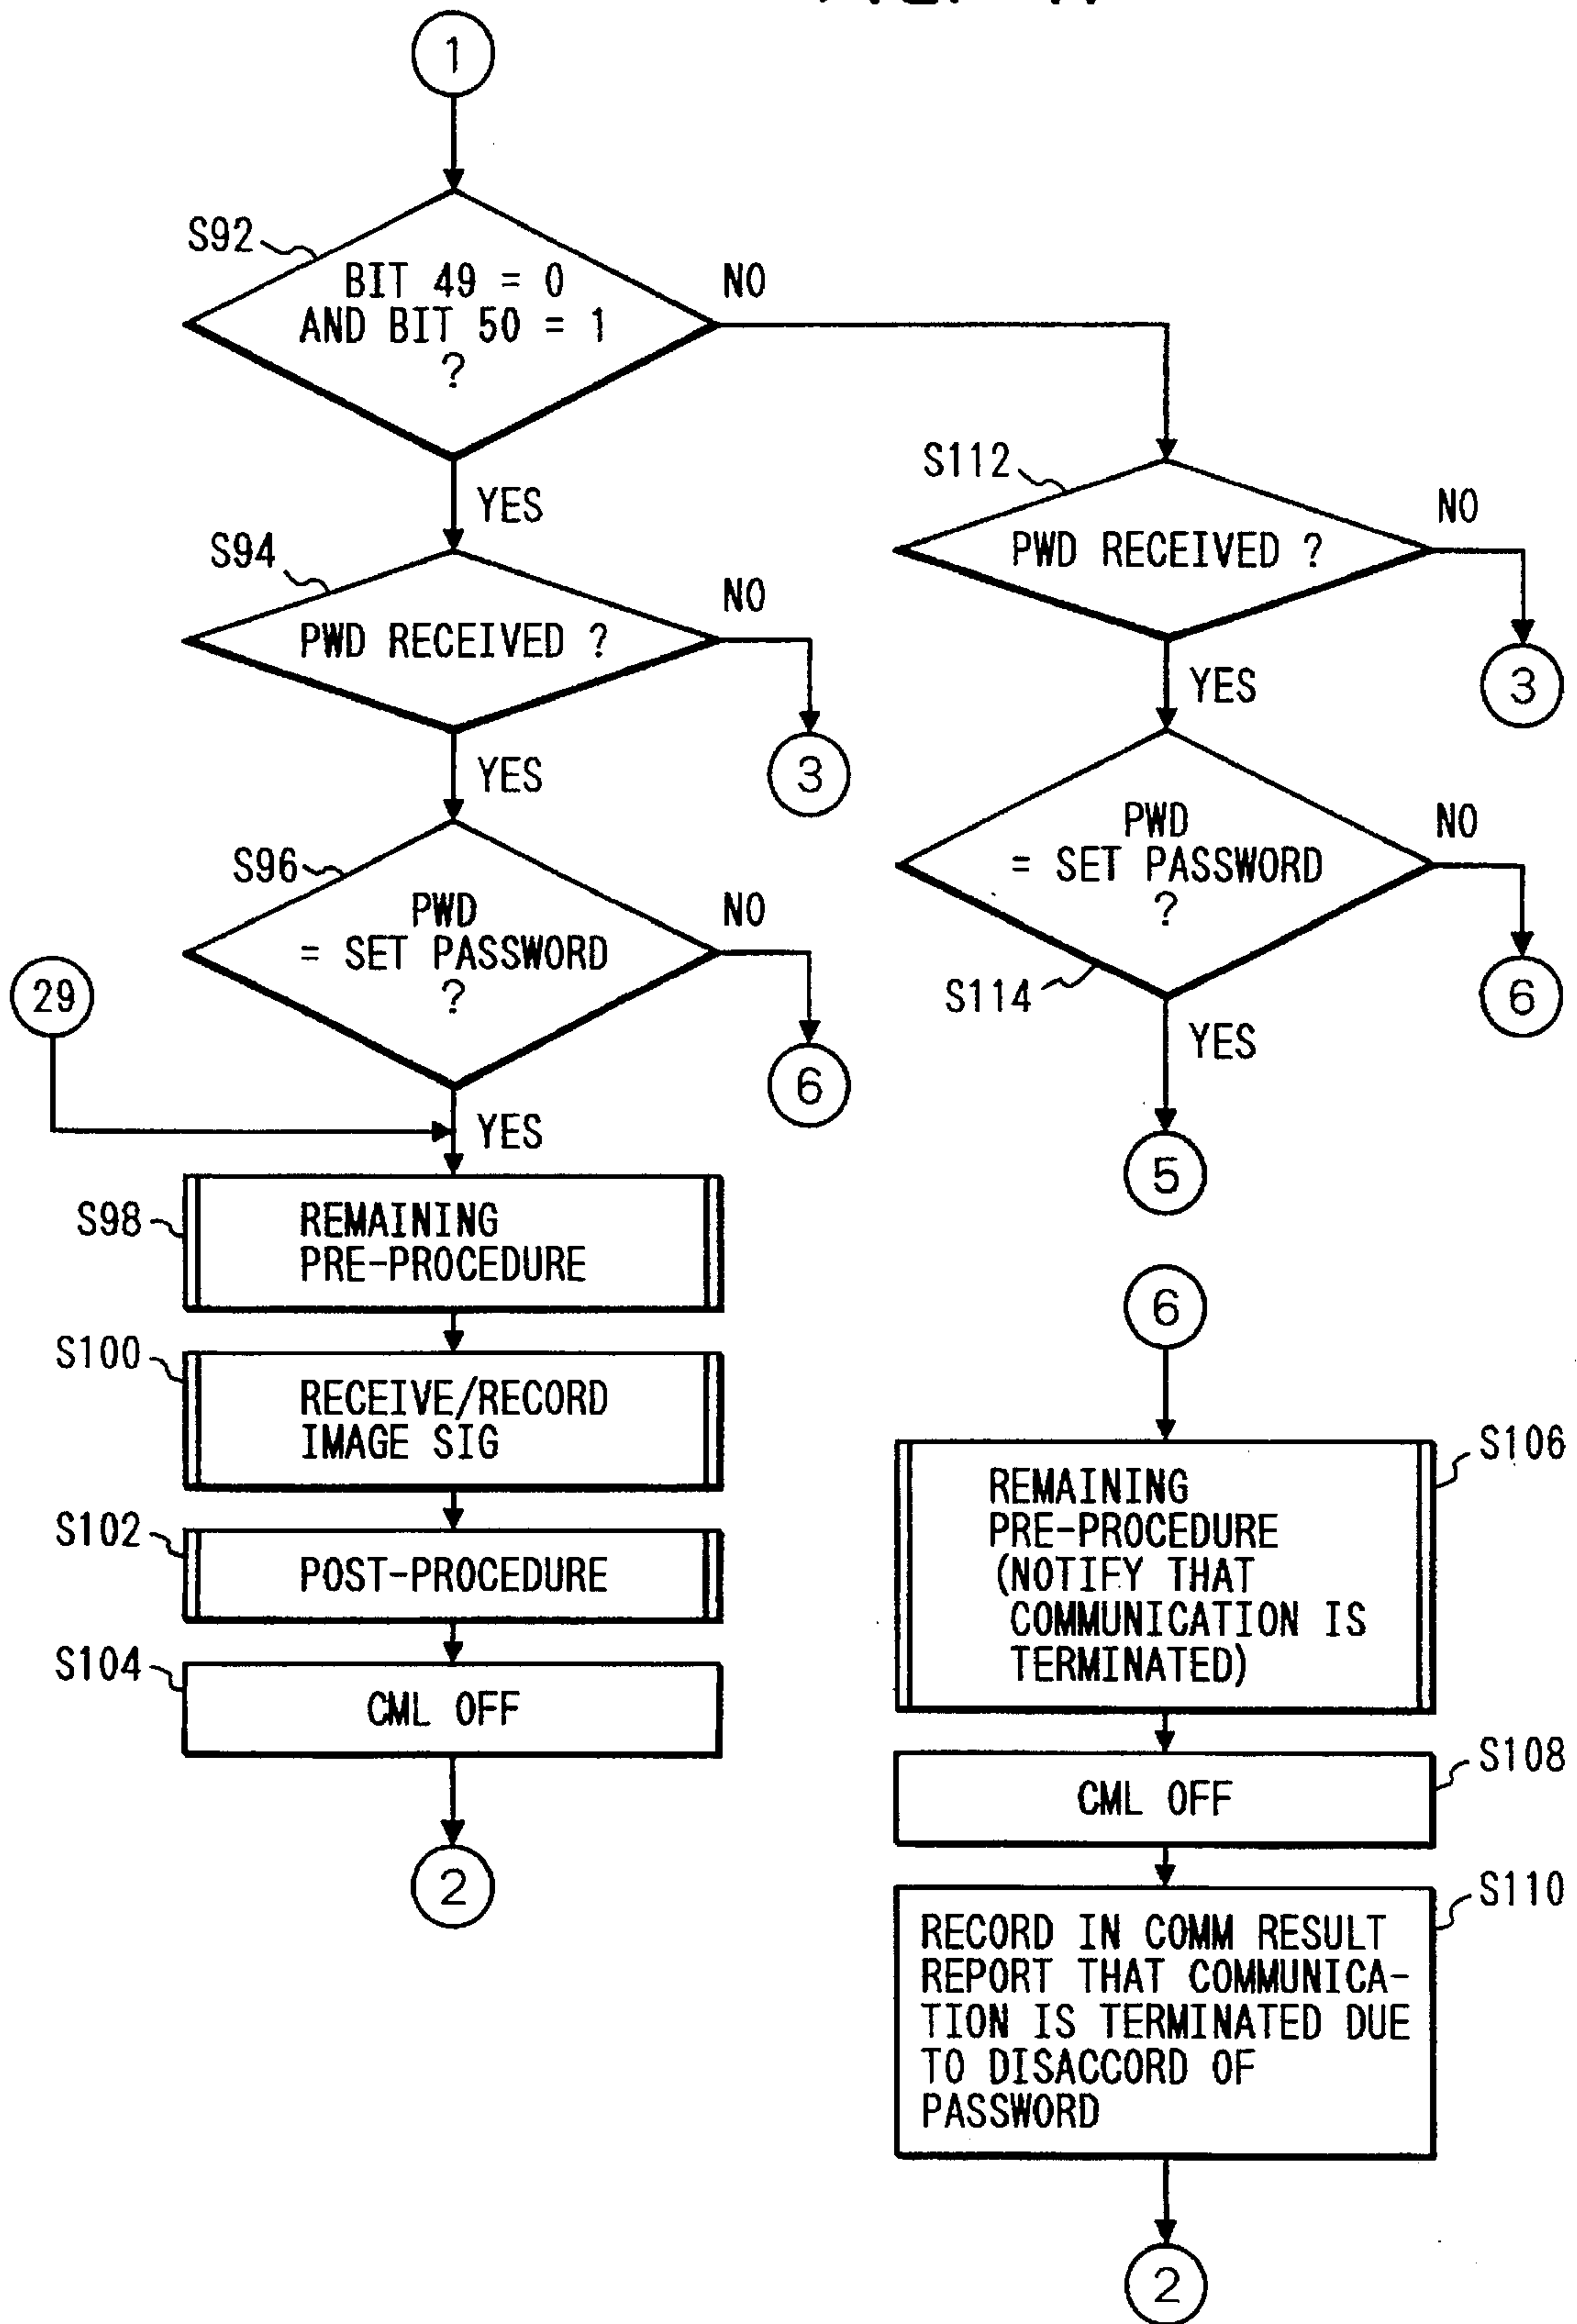 1
S92
BIT 49 = 0
AND BIT 50 = 1
?
NO
YES
S94
PWD RECEIVED ?
NO
3
YES
S96
PWD
= SET PASSWORD
?
NO
6
29
YES
S98
REMAINING
PRE-PROCEDURE
S100
RECEIVE/RECORD
IMAGE SIG
S102
POST-PROCEDURE
S104
CML OFF
2
S112
PWD RECEIVED ?
NO
3
YES
PWD
= SET PASSWORD
?
NO
6
S114
YES
5
6
S106
REMAINING
PRE-PROCEDURE
(NOTIFY THAT
COMMUNICATION IS
TERMINATED)
S108
CML OFF
S110
RECORD IN COMM RESULT
REPORT THAT COMMUNICA-
TION IS TERMINATED DUE
TO DISACCORD OF
PASSWORD
2